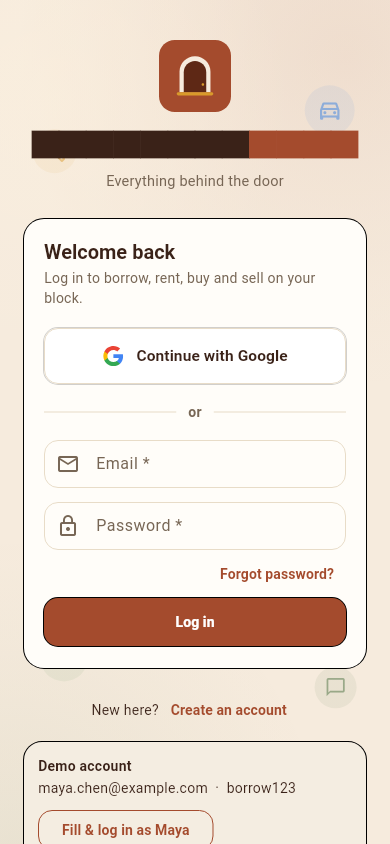 Everything behind the door
Welcome back
Log in to borrow, rent, buy and sell on your
block.
Continue with Google
or
Email *
Password *
Forgot password?
Log in
New here? Create an account
Demo account
maya.chen@example.com · borrow123
Fill & log in as Maya